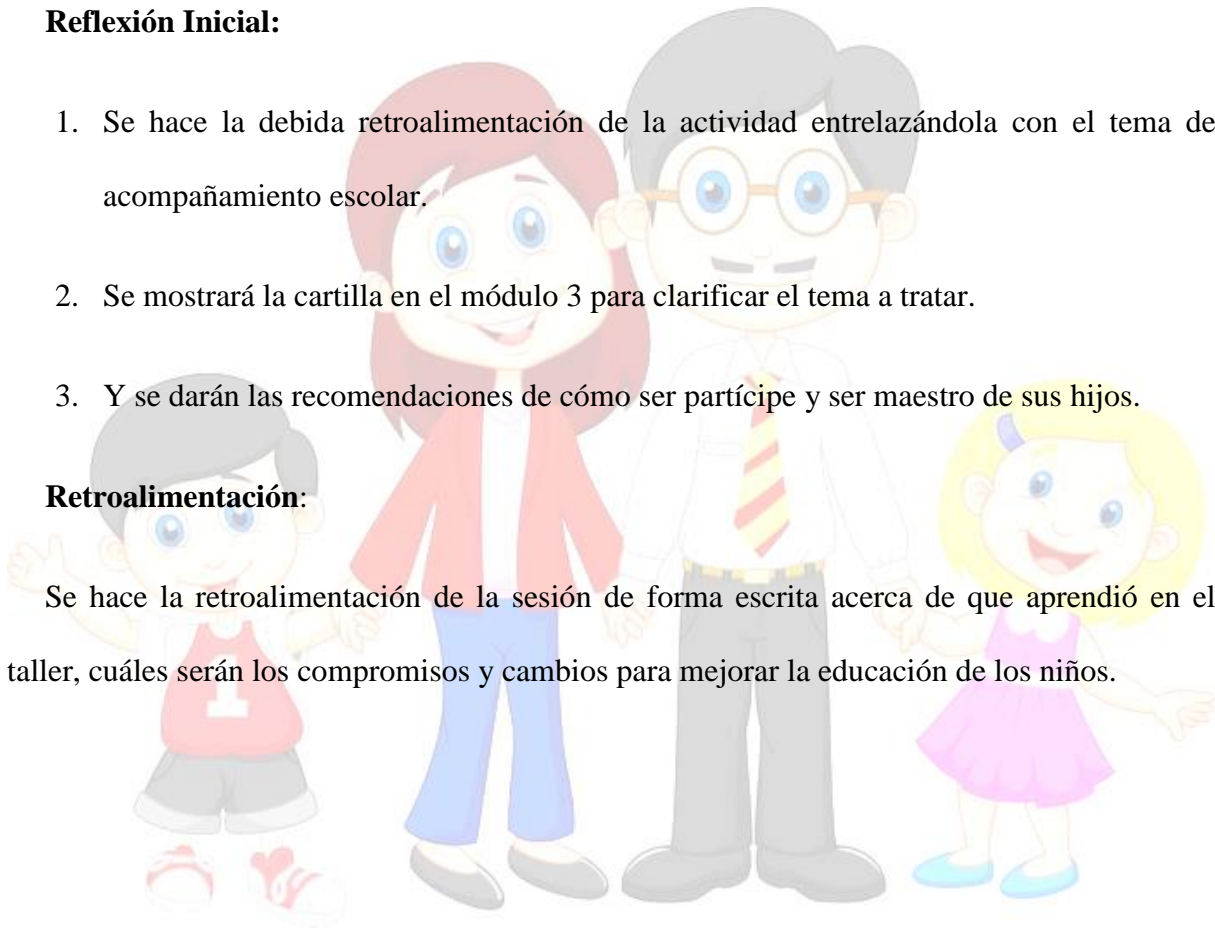 Reflexión Inicial:
1. Se hace la debida retroalimentación de la actividad entrelazándola con el tema de
acompañamiento escolar.
2. Se mostrará la cartilla en el módulo 3 para clarificar el tema a tratar.
3. Y se darán las recomendaciones de cómo ser partícipe y ser maestro de sus hijos.
Retroalimentación:
Se hace la retroalimentación de la sesión de forma escrita acerca de que aprendió en el
taller, cuáles serán los compromisos y cambios para mejorar la educación de los niños.
1